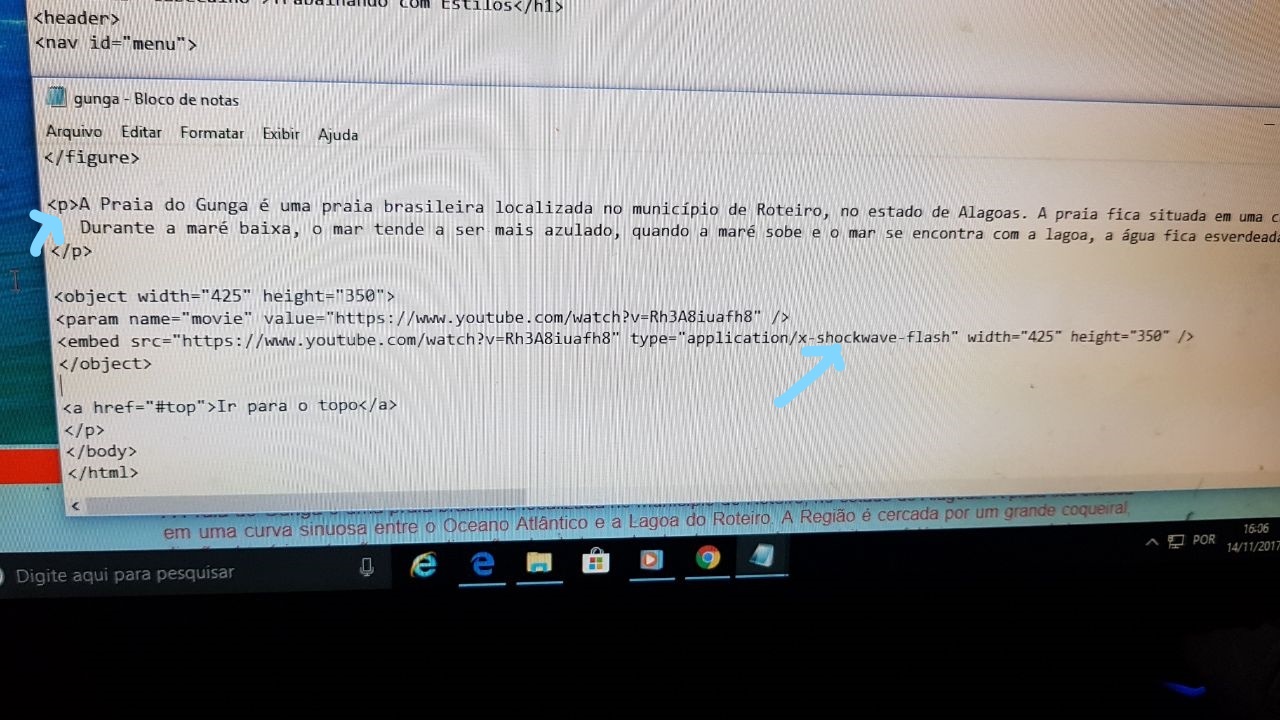 com Estilos</h1>
<header>
<nav id="menu">
gunga - Bloco de notas
Arquivo Editar Formatar Exibir Ajuda
</figure>
<p>A Praia do Gunga é uma praia brasileira localizada no município de Roteiro, no estado de Alagoas. A praia fica situada em uma c
Durante a maré baixa, o mar tende a ser mais azulado, quando a maré sobe e o mar se encontra com a lagoa, a água fica esverdead
</p>
<object width="425" height="350">
<param name="movie" value="https://www.youtube.com/watch?v=Rh3A8iuafh8" />
<embed src="https://www.youtube.com/watch?v=Rh3A8iuafh8" type="application/x-shockwave-flash" width="425" height="350" />
</object>
<a href="#top">Ir para o topo</a>
</p>
</body>
</html>
em uma curva sinuosa entre o Oceano Atlântico e a Lagoa do Roteiro. A Região é cercada por um grande coqueiral,
Digite aqui para pesquisar
POR
16:06
14/11/2017